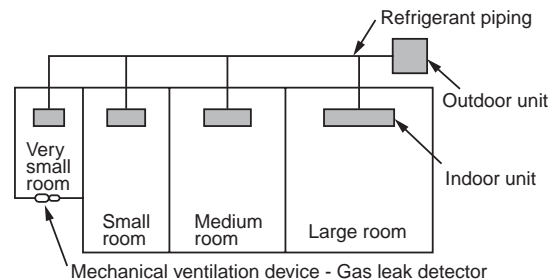 Refrigerant piping
Outdoor unit
Very
small
room
Small
room
Medium
room
Large room
Indoor unit
Mechanical ventilation device - Gas leak detector